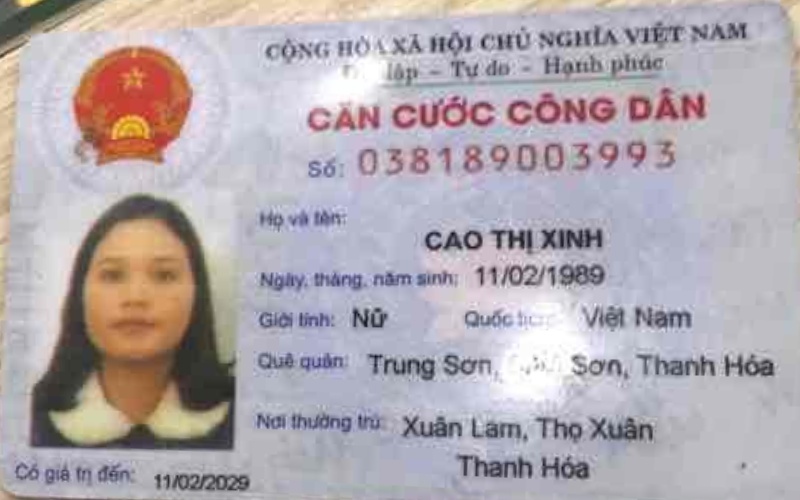 CỘNG HÒA XÃ HỘI CHỦ NGHĨA VIỆT NAM
lập – Tự do – Hạnh phúc
CĂN CƯỚC CÔNG DÂN
Số: 038189003993
Họ và tên:
CAO THỊ XINH
Ngày, tháng, năm sinh: 11/02/1989
Giới tính: Nữ Quốc tịch: Việt Nam
Quê quán: Trung Sơn, Sơn, Thanh Hóa
Nơi thường trú: Xuân Lam, Thọ Xuân
Thanh Hóa
Có giá trị đến: 11/02/2029